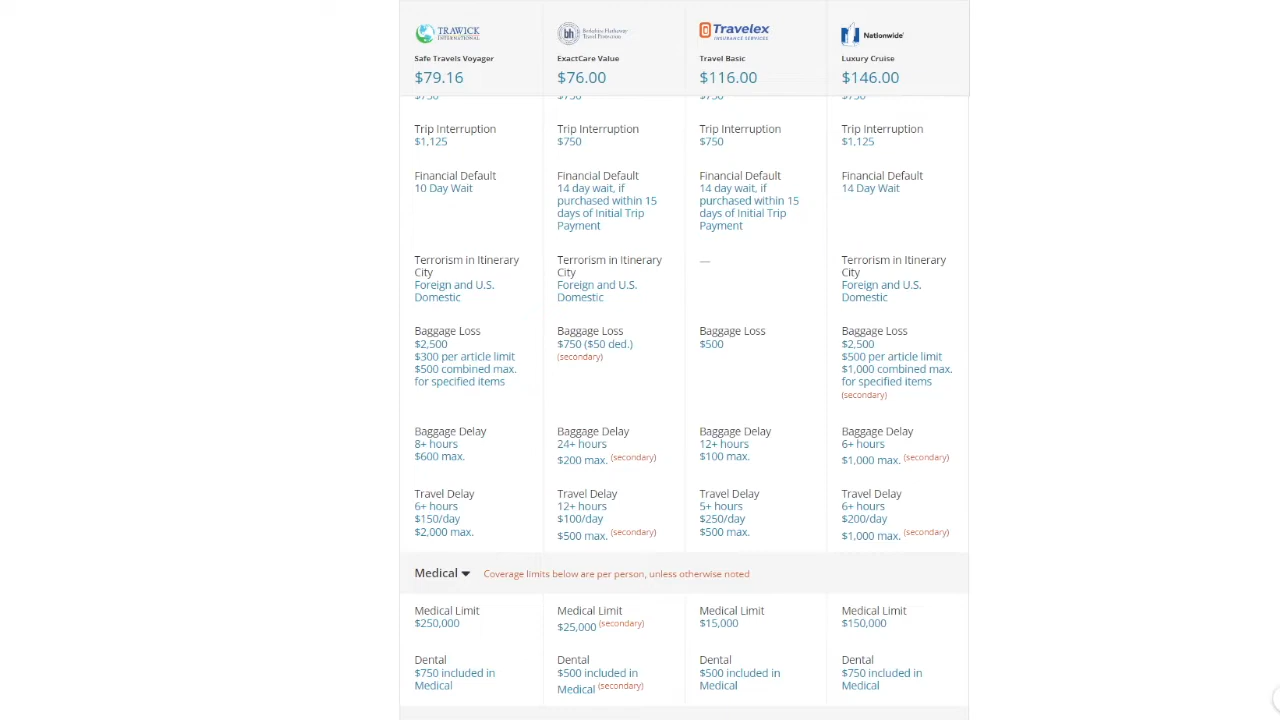 TRAWICK
INTERNATIONAL
Safe Travels Voyager
$79.16
bh
Berkshire Hathaway
Travel Protection
ExactCare Value
$76.00
Travelex
INSURANCE SERVICES
Travel Basic
$116.00
Nationwide
Luxury Cruise
$146.00
$750
$750
$750
$750
Trip Interruption
$1,125
Trip Interruption
$750
Trip Interruption
$750
Trip Interruption
$1,125
Financial Default
10 Day Wait
Financial Default
14 day wait, if
purchased within 15
days of Initial Trip
Payment
Financial Default
14 day wait, if
purchased within 15
days of Initial Trip
Payment
Financial Default
14 Day Wait
Terrorism in Itinerary
City
Foreign and U.S.
Domestic
Terrorism in Itinerary
City
Foreign and U.S.
Domestic
—
Terrorism in Itinerary
City
Foreign and U.S.
Domestic
Baggage Loss
$2,500
$300 per article limit
$500 combined max.
for specified items
Baggage Loss
$750 ($50 ded.)
(secondary)
Baggage Loss
$500
Baggage Loss
$2,500
$500 per article limit
$1,000 combined max.
for specified items
(secondary)
Baggage Delay
8+ hours
$600 max.
Baggage Delay
24+ hours
$200 max. (secondary)
Baggage Delay
12+ hours
$100 max.
Baggage Delay
6+ hours
$1,000 max. (secondary)
Travel Delay
6+ hours
$150/day
$2,000 max.
Travel Delay
12+ hours
$100/day
$500 max. (secondary)
Travel Delay
5+ hours
$250/day
$500 max.
Travel Delay
6+ hours
$200/day
$1,000 max. (secondary)
Medical
Coverage limits below are per person, unless otherwise noted
Medical Limit
$250,000
Medical Limit
$25,000 (secondary)
Medical Limit
$15,000
Medical Limit
$150,000
Dental
$750 included in
Medical
Dental
$500 included in
Medical (secondary)
Dental
$500 included in
Medical
Dental
$750 included in
Medical